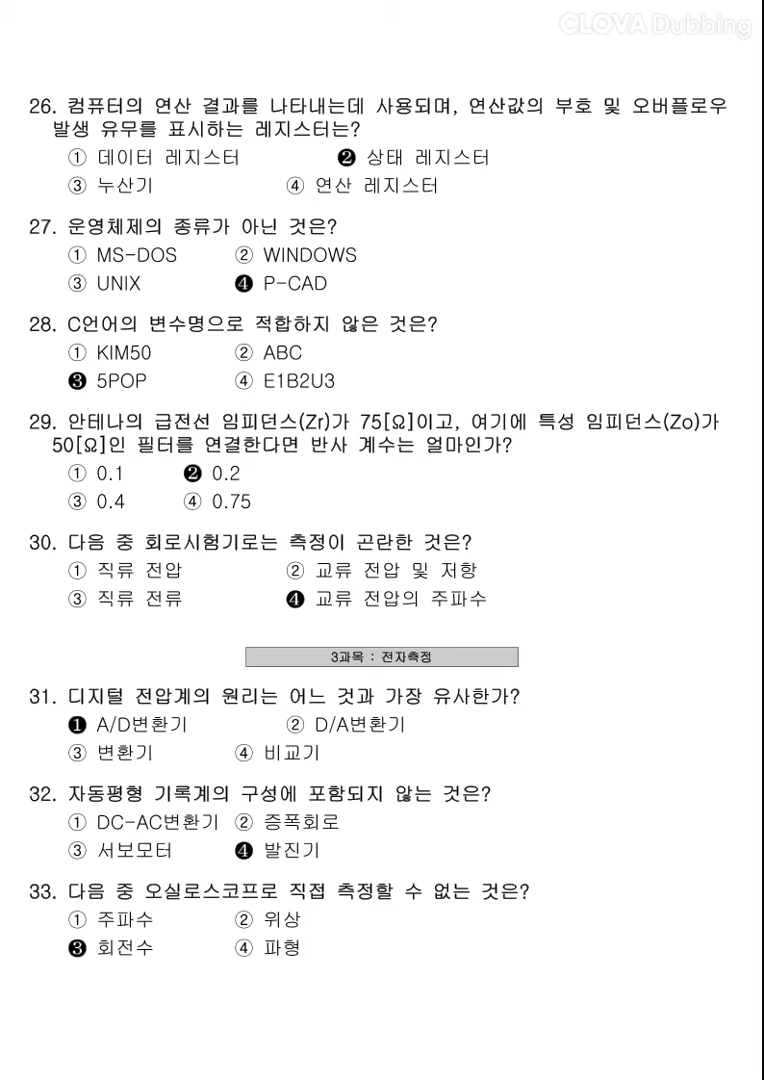 CLOVA Dubbing
26. 컴퓨터의 연산 결과를 나타내는데 사용되며, 연산값의 부호 및 오버플로우
발생 유무를 표시하는 레지스터는?
① 데이터 레지스터 ❷ 상태 레지스터
③ 누산기 ④ 연산 레지스터
27. 운영체제의 종류가 아닌 것은?
① MS-DOS ② WINDOWS
③ UNIX ❹ P-CAD
28. C언어의 변수명으로 적합하지 않은 것은?
① KIM50 ② ABC
❸ 5POP ④ E1B2U3
29. 안테나의 급전선 임피던스(Zr)가 75[Ω]이고, 여기에 특성 임피던스(Zo)가
50[Ω]인 필터를 연결한다면 반사 계수는 얼마인가?
① 0.1 ❷ 0.2
③ 0.4 ④ 0.75
30. 다음 중 회로시험기로는 측정이 곤란한 것은?
① 직류 전압 ② 교류 전압 및 저항
③ 직류 전류 ❹ 교류 전압의 주파수
3과목 : 전자측정
31. 디지털 전압계의 원리는 어느 것과 가장 유사한가?
❶ A/D변환기 ② D/A변환기
③ 변환기 ④ 비교기
32. 자동평형 기록계의 구성에 포함되지 않는 것은?
① DC-AC변환기 ② 증폭회로
③ 서보모터 ❹ 발진기
33. 다음 중 오실로스코프로 직접 측정할 수 없는 것은?
① 주파수 ② 위상
❸ 회전수 ④ 파형